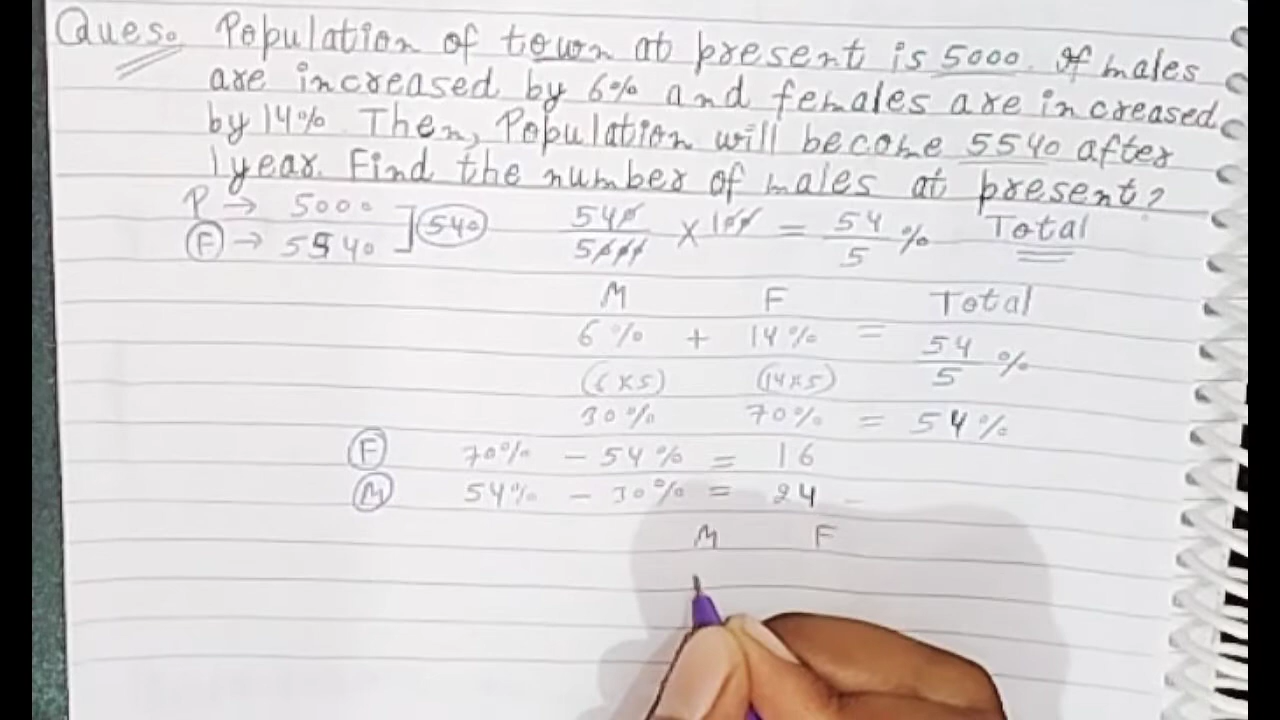 Ques. Population of town at present is 5000. If males
are increased by 6% and females are increased
by 14%. Then, Population will become 5540 after
1 year. Find the number of males at present?
P → 5000 ] 540 540/5000 × 100 = 54/5 % Total
F → 5540
M F Total
6% + 14% = 54/5 %
(6×5) (14×5)
30% 70% = 54%
F 70% - 54% = 16
M 54% - 30% = 24
M F